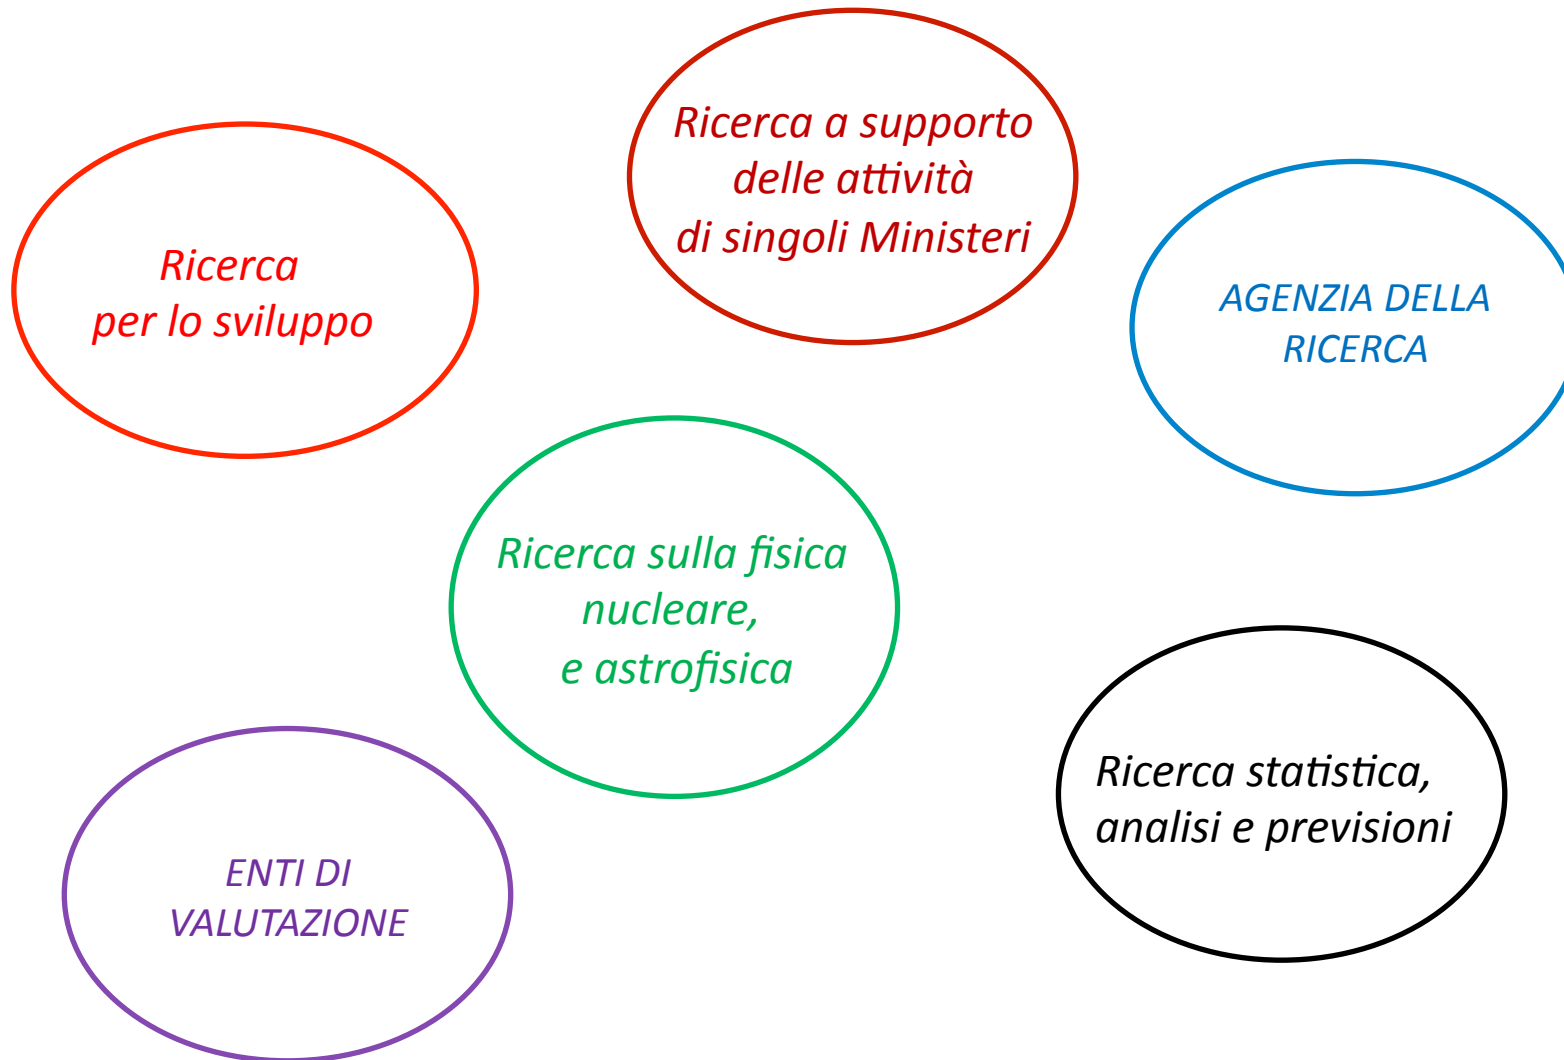 Ricerca a supporto
delle attività
di singoli Ministeri
Ricerca
per lo sviluppo
AGENZIA DELLA
RICERCA
Ricerca sulla fisica
nucleare,
e astrofisica
Ricerca statistica,
analisi e previsioni
ENTI DI
VALUTAZIONE